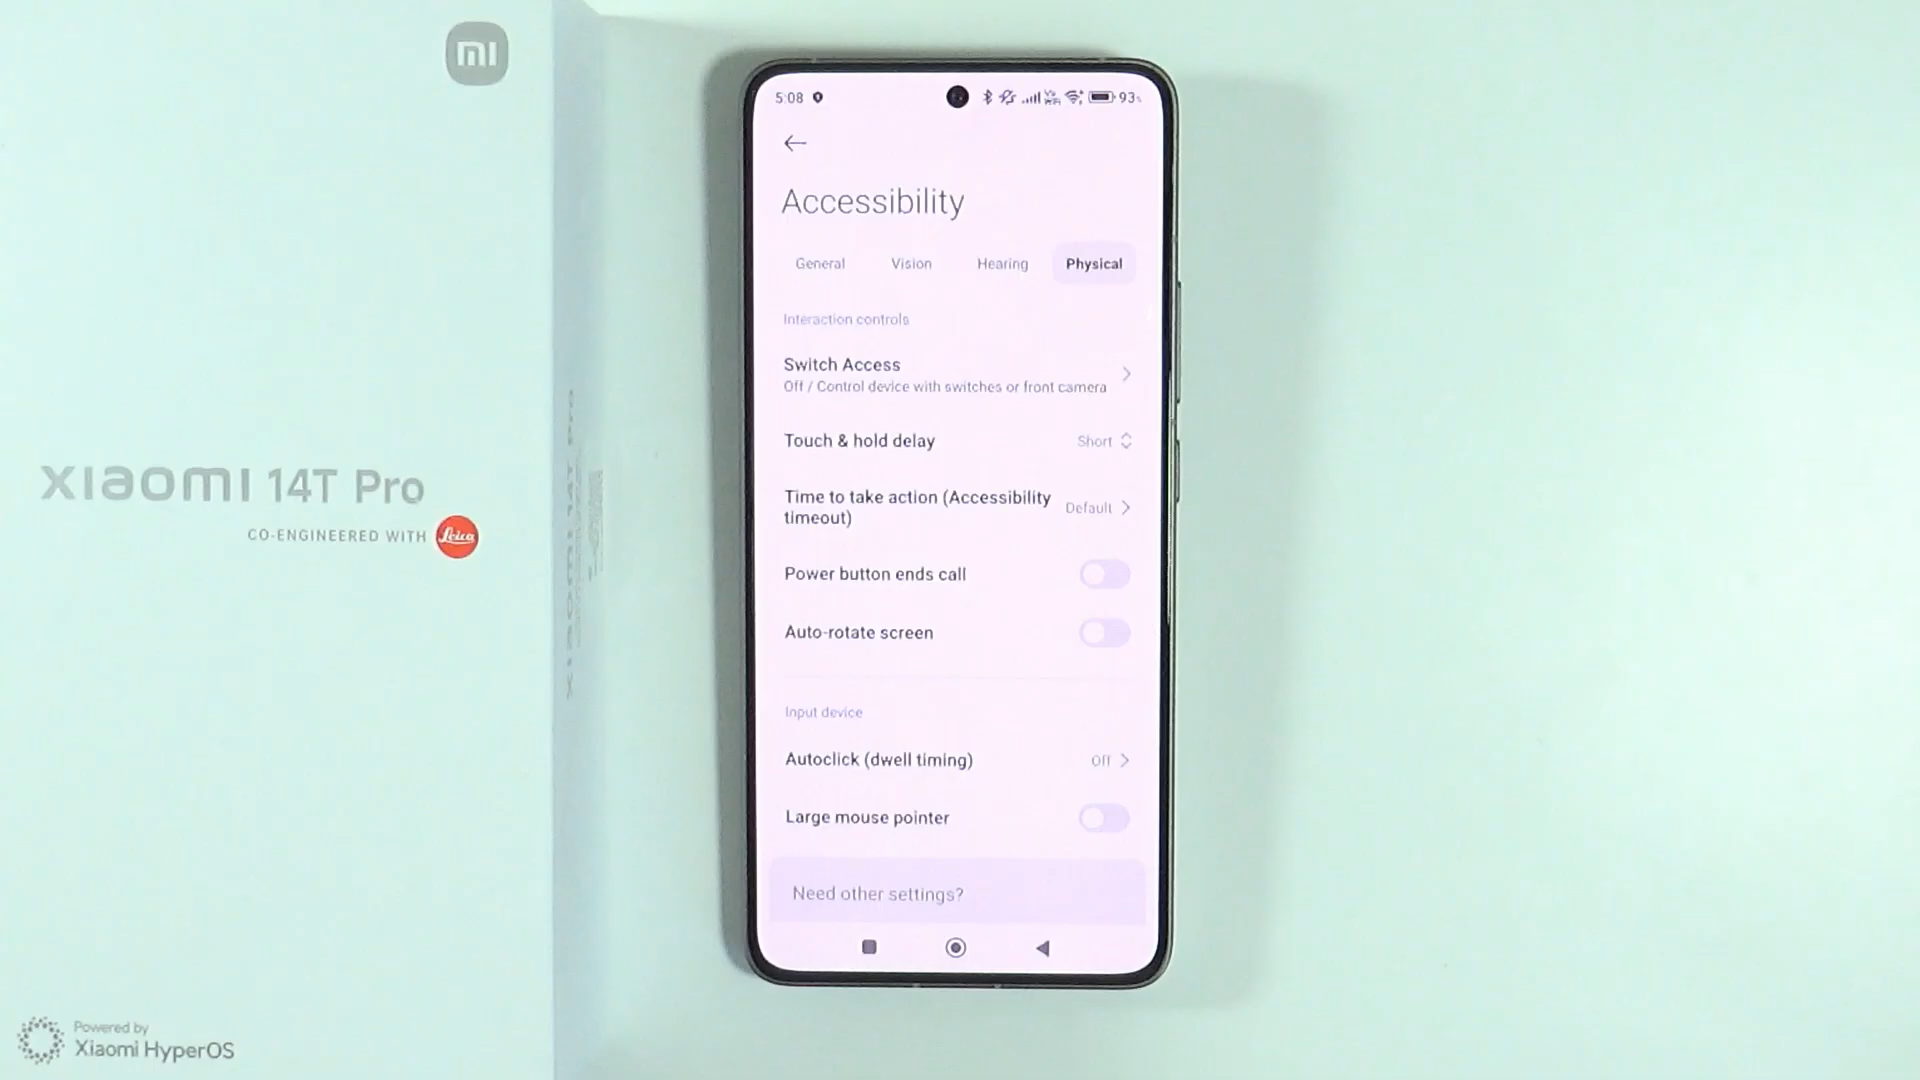 mi
xiaomi 14T Pro
CO-ENGINEERED WITH Leica
Powered by
Xiaomi HyperOS
XIAOMI 14T Pro
5:08
93
Accessibility
General Vision Hearing Physical
Interaction controls
Switch Access
Off / Control device with switches or front camera
Touch & hold delay Short
Time to take action (Accessibility
timeout) Default
Power button ends call
Auto-rotate screen
Input device
Autoclick (dwell timing) Off
Large mouse pointer
Need other settings?